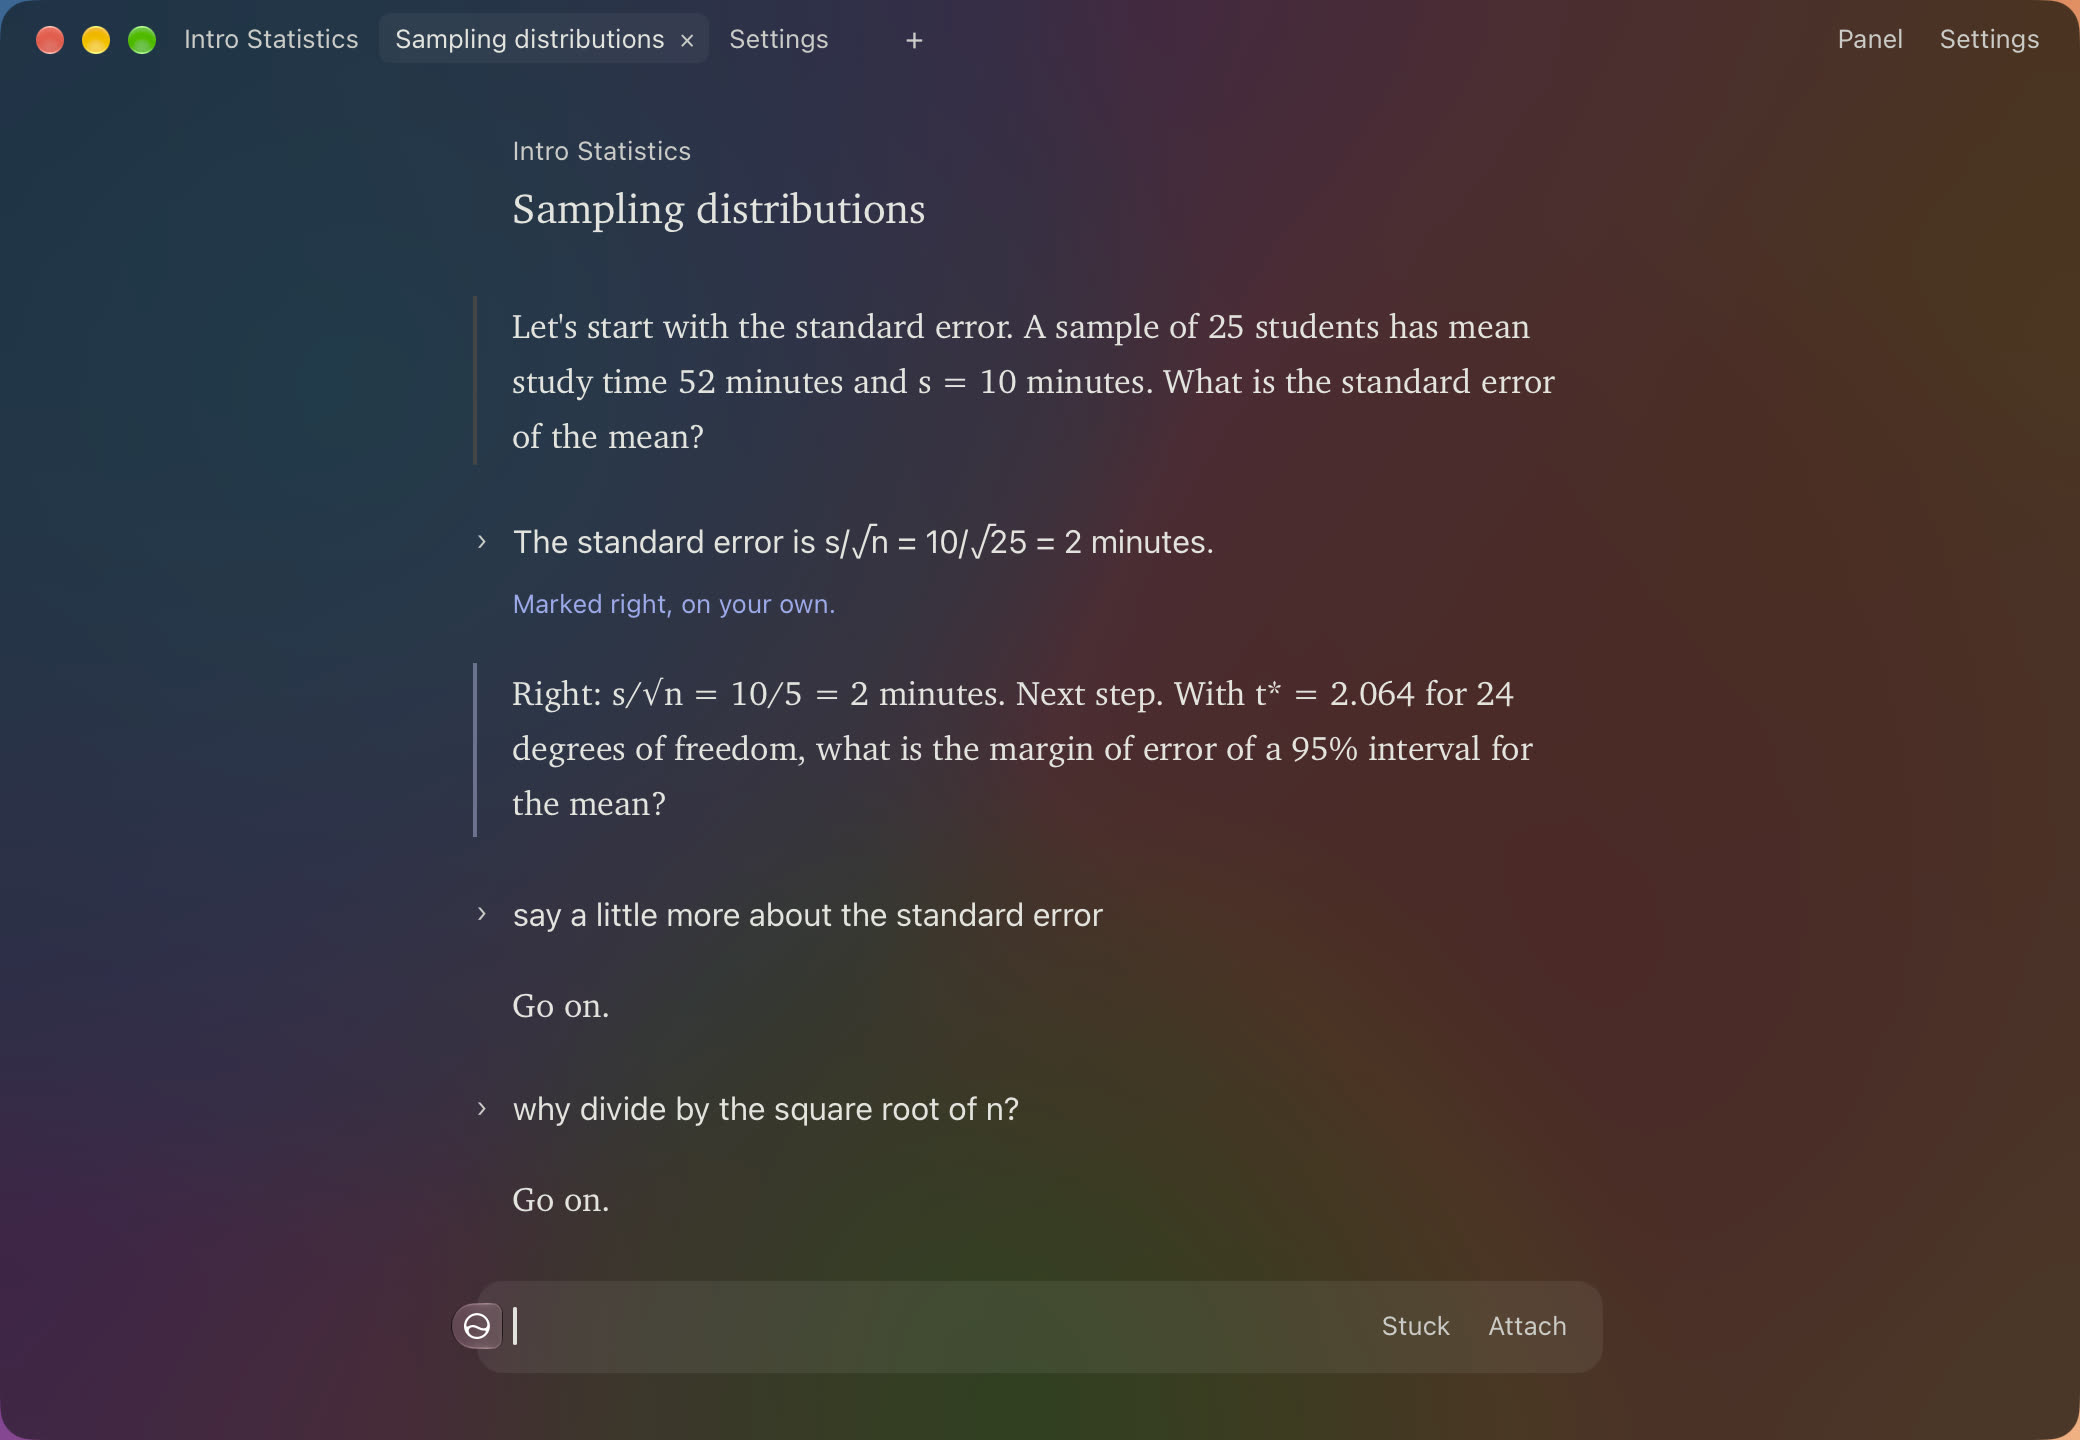 Intro Statistics
Sampling distributions ×
Settings
+
Panel
Settings
Intro Statistics
Sampling distributions
Let's start with the standard error. A sample of 25 students has mean
study time 52 minutes and s = 10 minutes. What is the standard error
of the mean?
› The standard error is s/√n = 10/√25 = 2 minutes.
Marked right, on your own.
Right: s/√n = 10/5 = 2 minutes. Next step. With t* = 2.064 for 24
degrees of freedom, what is the margin of error of a 95% interval for
the mean?
› say a little more about the standard error
Go on.
› why divide by the square root of n?
Go on.
Stuck
Attach